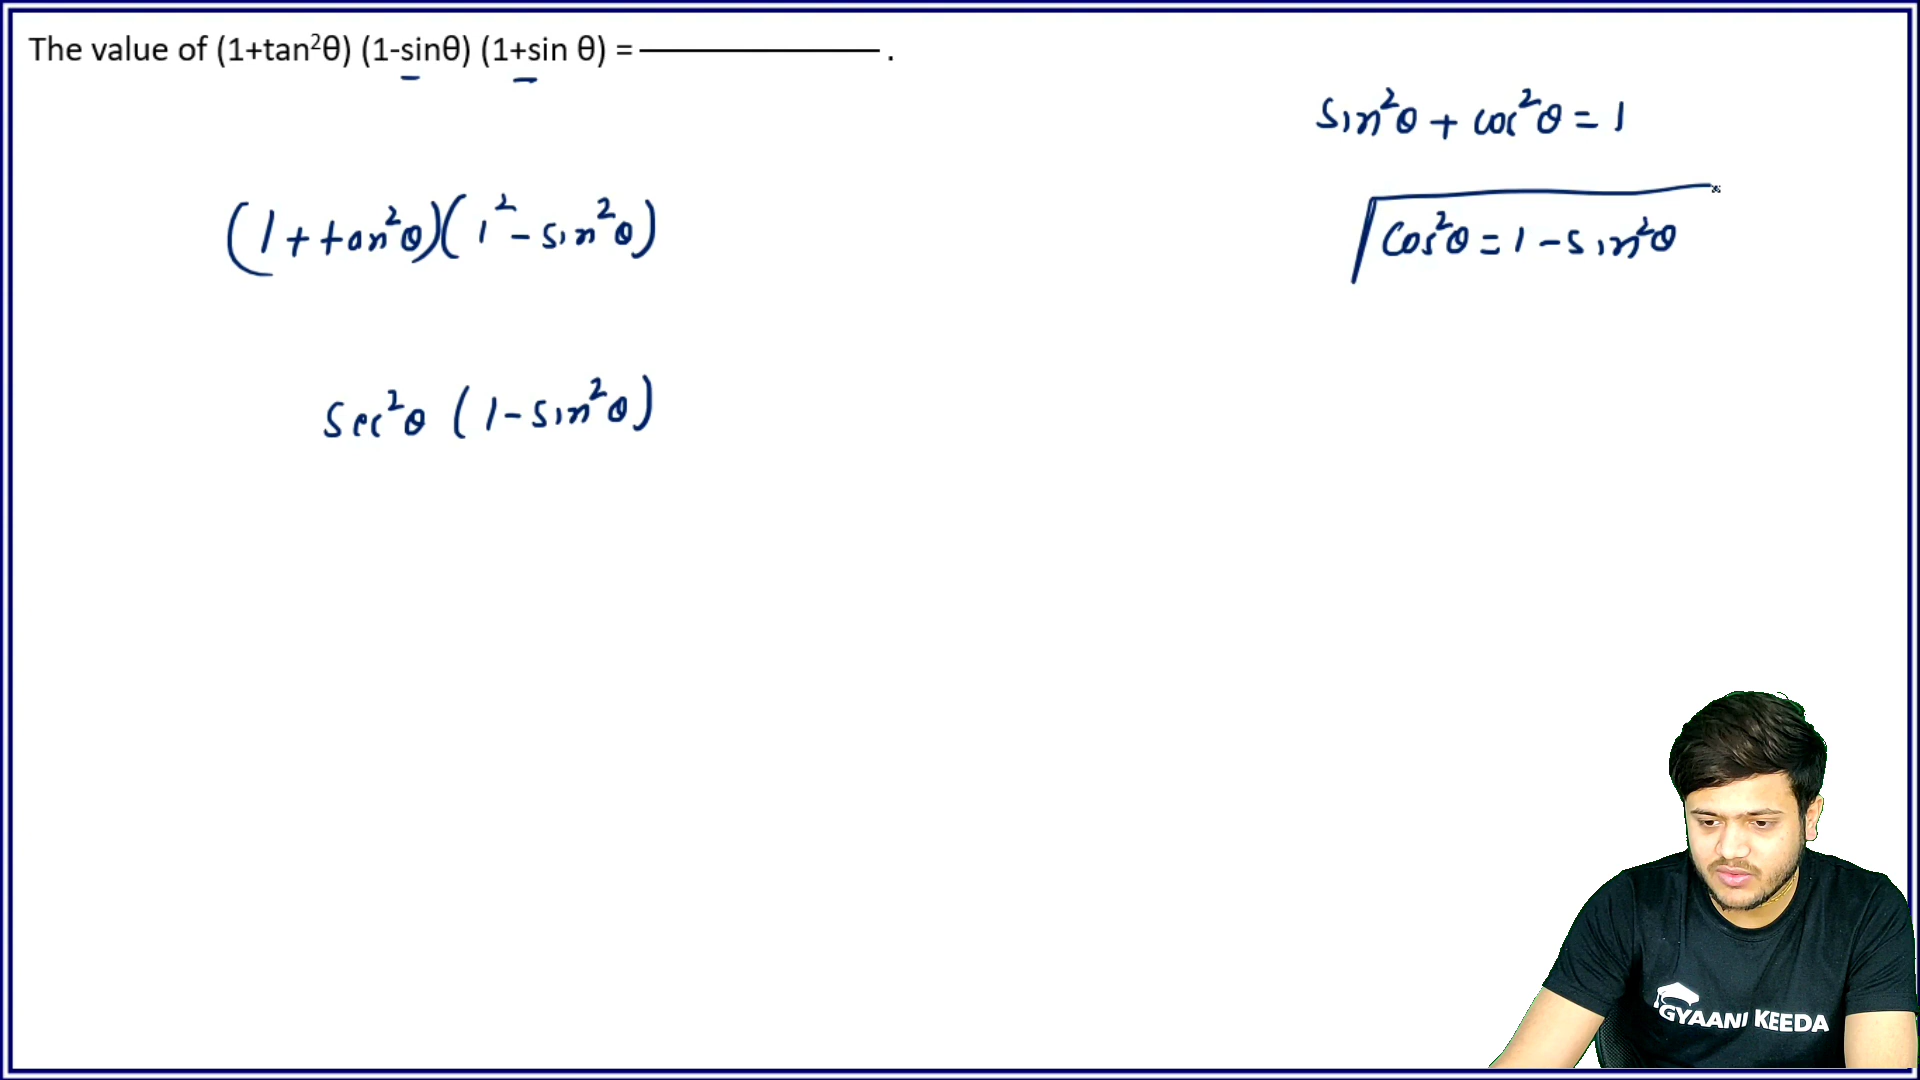 The value of (1+tan²θ) (1-sinθ) (1+sin θ) = ____________ .
sin²θ + cos²θ = 1
(1+tan²θ)(1²-sin²θ)
cos²θ = 1-sin²θ
sec²θ (1-sin²θ)
GYAANI KEEDA